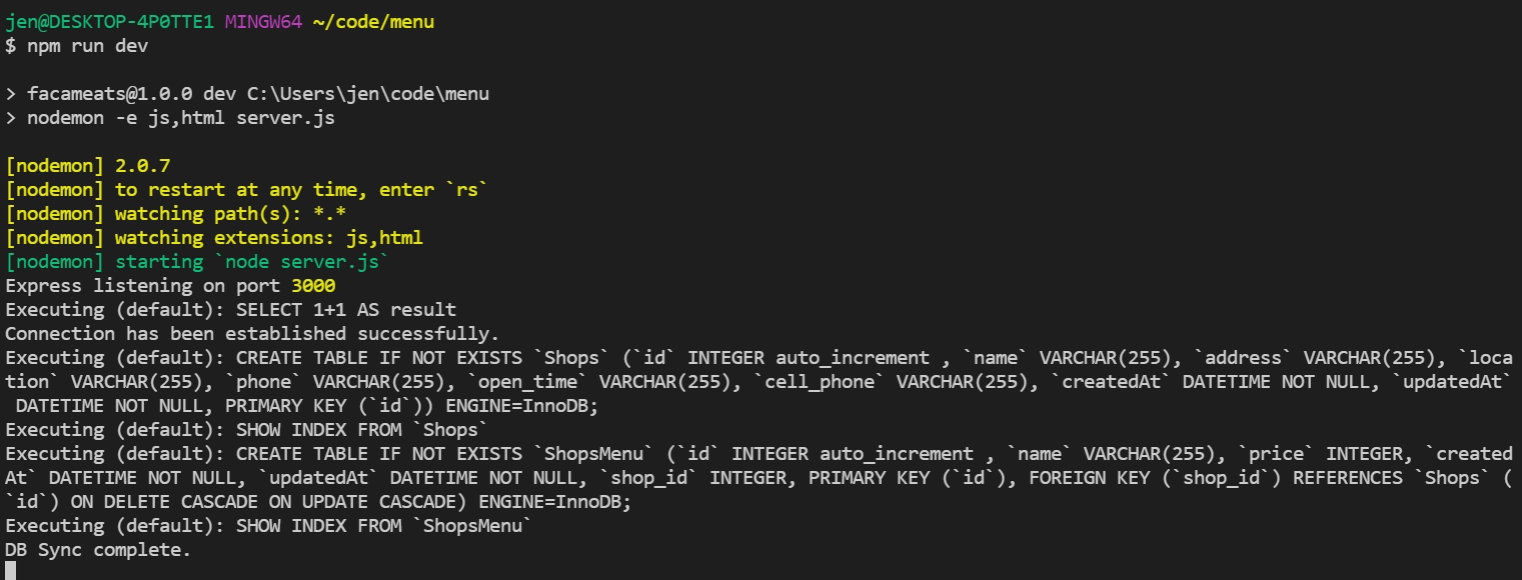 jen@DESKTOP-4P0TTE1 MINGW64 ~/code/menu
$ npm run dev
> facameats@1.0.0 dev C:\Users\jen\code\menu
> nodemon -e js,html server.js
[nodemon] 2.0.7
[nodemon] to restart at any time, enter `rs`
[nodemon] watching path(s): *.*
[nodemon] watching extensions: js,html
[nodemon] starting `node server.js`
Express listening on port 3000
Executing (default): SELECT 1+1 AS result
Connection has been established successfully.
Executing (default): CREATE TABLE IF NOT EXISTS `Shops` (`id` INTEGER auto_increment , `name` VARCHAR(255), `address` VARCHAR(255), `loca
tion` VARCHAR(255), `phone` VARCHAR(255), `open_time` VARCHAR(255), `cell_phone` VARCHAR(255), `createdAt` DATETIME NOT NULL, `updatedAt`
 DATETIME NOT NULL, PRIMARY KEY (`id`)) ENGINE=InnoDB;
Executing (default): SHOW INDEX FROM `Shops`
Executing (default): CREATE TABLE IF NOT EXISTS `ShopsMenu` (`id` INTEGER auto_increment , `name` VARCHAR(255), `price` INTEGER, `created
At` DATETIME NOT NULL, `updatedAt` DATETIME NOT NULL, `shop_id` INTEGER, PRIMARY KEY (`id`), FOREIGN KEY (`shop_id`) REFERENCES `Shops` (
`id`) ON DELETE CASCADE ON UPDATE CASCADE) ENGINE=InnoDB;
Executing (default): SHOW INDEX FROM `ShopsMenu`
DB Sync complete.